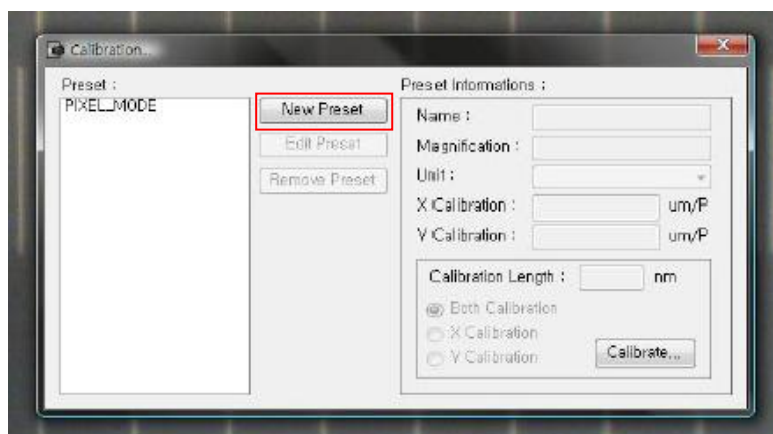 Calibration...
Preset :
PIXEL_MODE
New Preset
Edit Preset
Remove Preset
Preset Informations :
Name :
Magnification :
Unit :
X Calibration : um/P
Y Calibration : um/P
Calibration Length : nm
Both Calibration
X Calibration
Y Calibration
Calibrate...